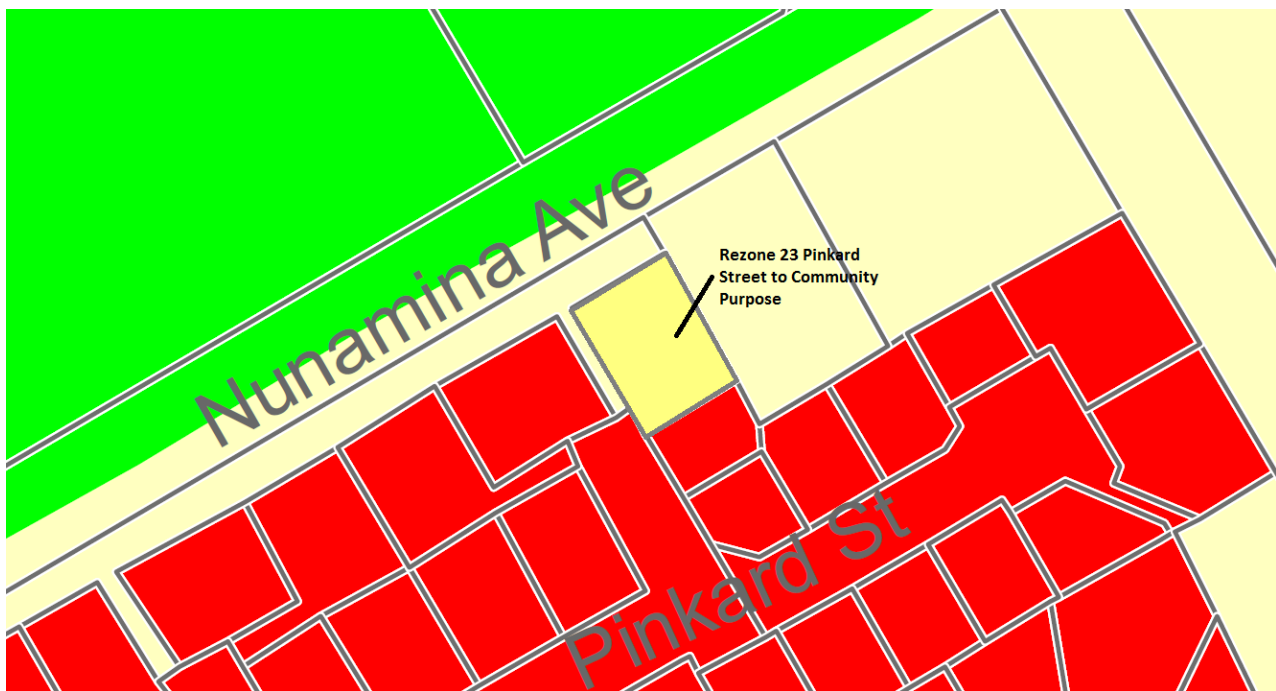 Nunamina Ave
Rezone 23 Pinkard
Street to Community
Purpose
Pinkard St